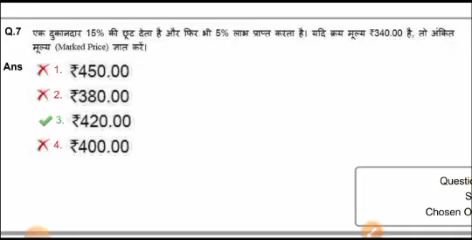 Q.7 एक दुकानदार 15% की छूट देता है और फिर भी 5% लाभ प्राप्त करता है। यदि क्रय मूल्य ₹340.00 है, तो अंकित
मूल्य (Marked Price) ज्ञात करें।
Ans 1. ₹450.00
2. ₹380.00
3. ₹420.00
4. ₹400.00
Questi
S
Chosen O